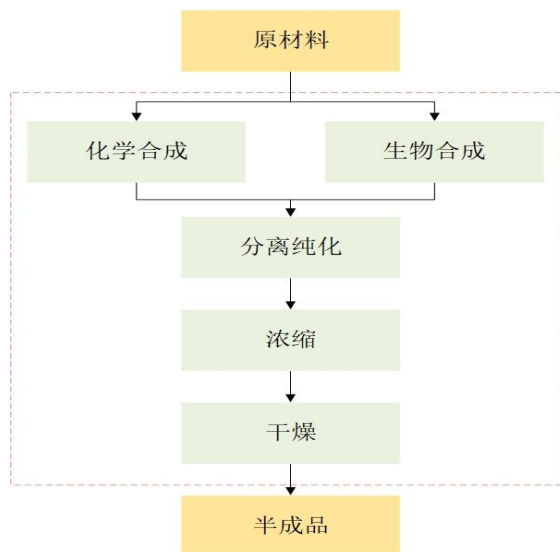 原材料
化学合成
生物合成
分离纯化
浓缩
干燥
半成品